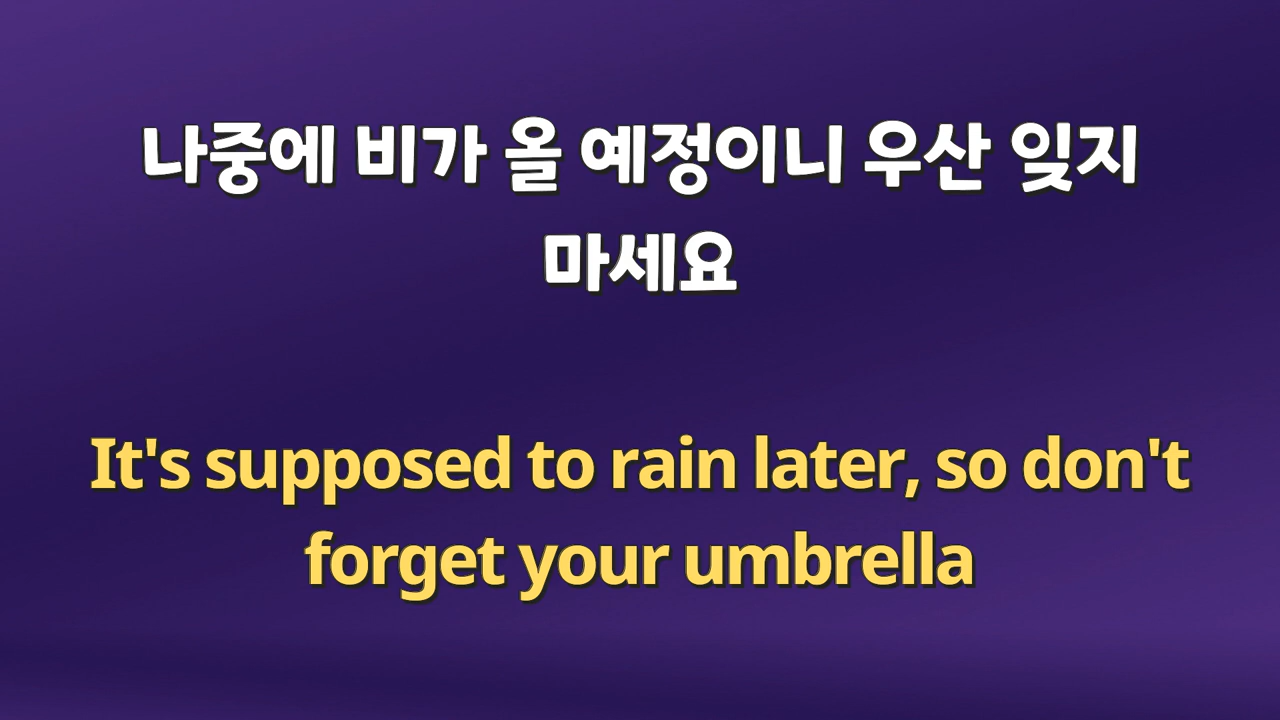 나중에 비가 올 예정이니 우산 잊지
마세요
It's supposed to rain later, so don't
forget your umbrella